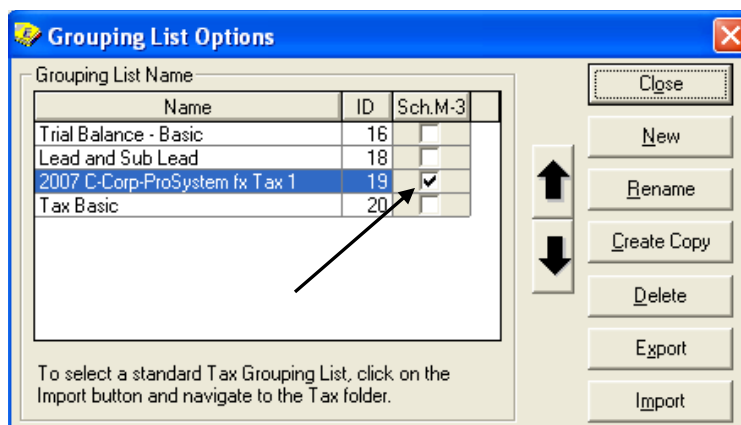 Grouping List Options
Grouping List Name
Name ID Sch.M-3
Trial Balance - Basic 16
Lead and Sub Lead 18
2007 C-Corp-ProSystem fx Tax 1 19
Tax Basic 20
To select a standard Tax Grouping List, click on the
Import button and navigate to the Tax folder.
Close
New
Rename
Create Copy
Delete
Export
Import